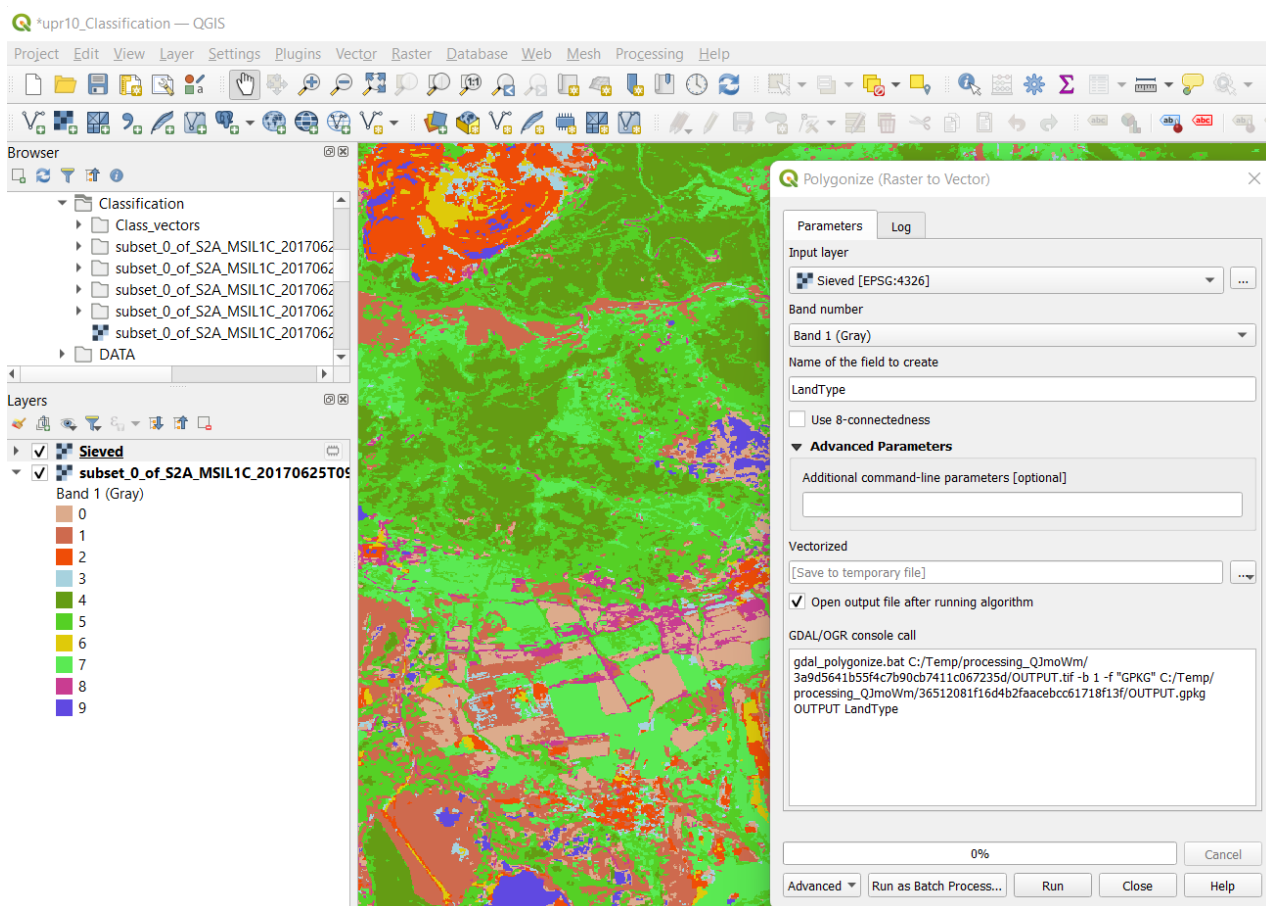 *upr10_Classification — QGIS
Project Edit View Layer Settings Plugins Vector Raster Database Web Mesh Processing Help
Browser
Classification
Class_vectors
subset_0_of_S2A_MSIL1C_2017062
subset_0_of_S2A_MSIL1C_2017062
subset_0_of_S2A_MSIL1C_2017062
subset_0_of_S2A_MSIL1C_2017062
subset_0_of_S2A_MSIL1C_2017062
DATA
Layers
Sieved
subset_0_of_S2A_MSIL1C_20170625T09
Band 1 (Gray)
0
1
2
3
4
5
6
7
8
9
Polygonize (Raster to Vector)
Parameters Log
Input layer
Sieved [EPSG:4326]
...
Band number
Band 1 (Gray)
Name of the field to create
LandType
Use 8-connectedness
Advanced Parameters
Additional command-line parameters [optional]
Vectorized
[Save to temporary file]
...
Open output file after running algorithm
GDAL/OGR console call
gdal_polygonize.bat C:/Temp/processing_QJmoWm/
3a9d5641b55f4c7b90cb7411c067235d/OUTPUT.tif -b 1 -f "GPKG" C:/Temp/
processing_QJmoWm/36512081f16d4b2faacebcc61718f13f/OUTPUT.gpkg
OUTPUT LandType
0%
Cancel
Advanced Run as Batch Process... Run Close Help